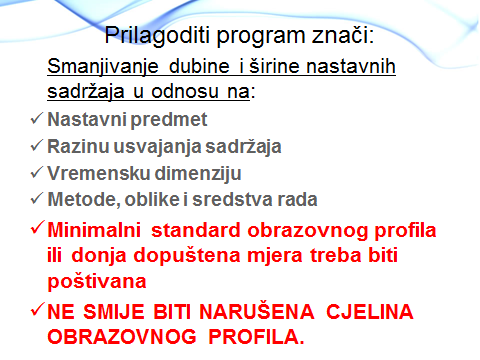 Prilagoditi program znači:
Smanjivanje dubine i širine nastavnih
sadržaja u odnosu na:
✓Nastavni predmet
✓Razinu usvajanja sadržaja
✓Vremensku dimenziju
✓Metode, oblike i sredstva rada
✓Minimalni standard obrazovnog profila
ili donja dopuštena mjera treba biti
poštivana
✓NE SMIJE BITI NARUŠENA CJELINA
OBRAZOVNOG PROFILA.